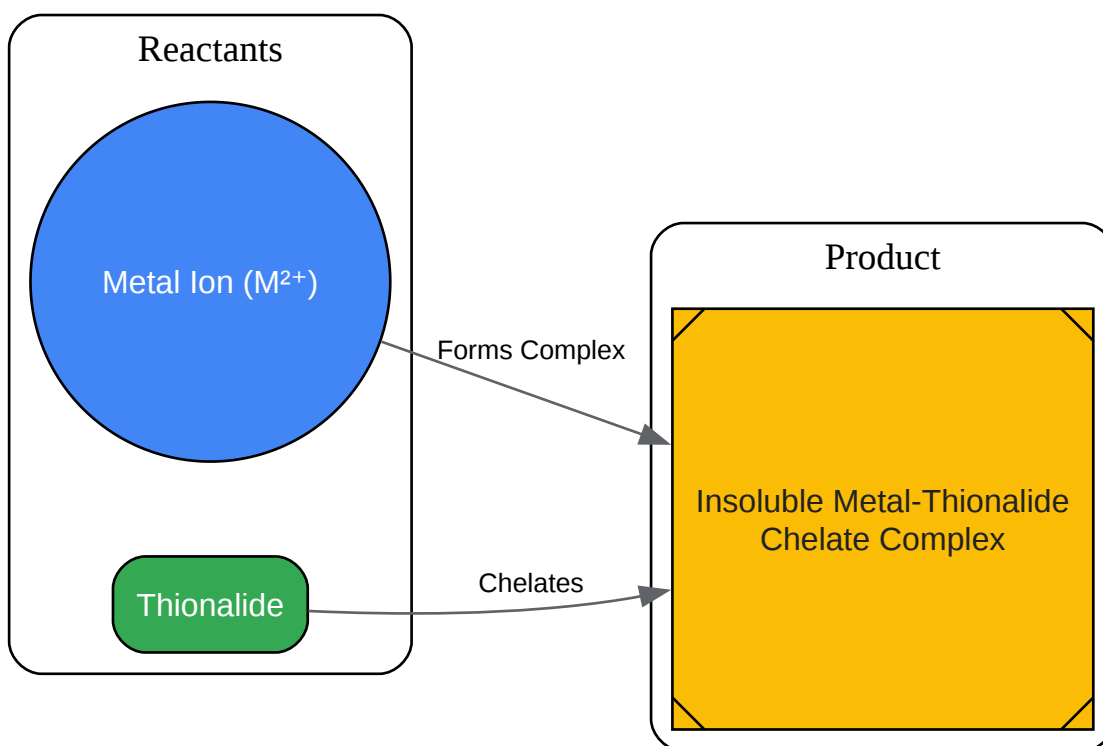 Reactants
Metal Ion (M²⁺)
Thionalide
Forms Complex
Chelates
Product
Insoluble Metal-Thionalide
Chelate Complex